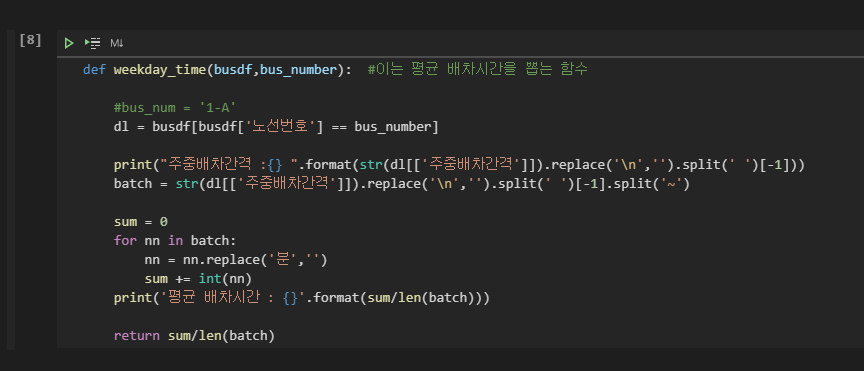 [8]
M↓
def weekday_time(busdf,bus_number):  #이는 평균 배차시간을 뽑는 함수
#bus_num = '1-A'
dl = busdf[busdf['노선번호'] == bus_number]
print("주중배차간격 :{} ".format(str(dl[['주중배차간격']]).replace('\n','').split(' ')[-1]))
batch = str(dl[['주중배차간격']]).replace('\n','').split(' ')[-1].split('~')
sum = 0
for nn in batch:
nn = nn.replace('분','')
sum += int(nn)
print('평균 배차시간 : {}'.format(sum/len(batch)))
return sum/len(batch)